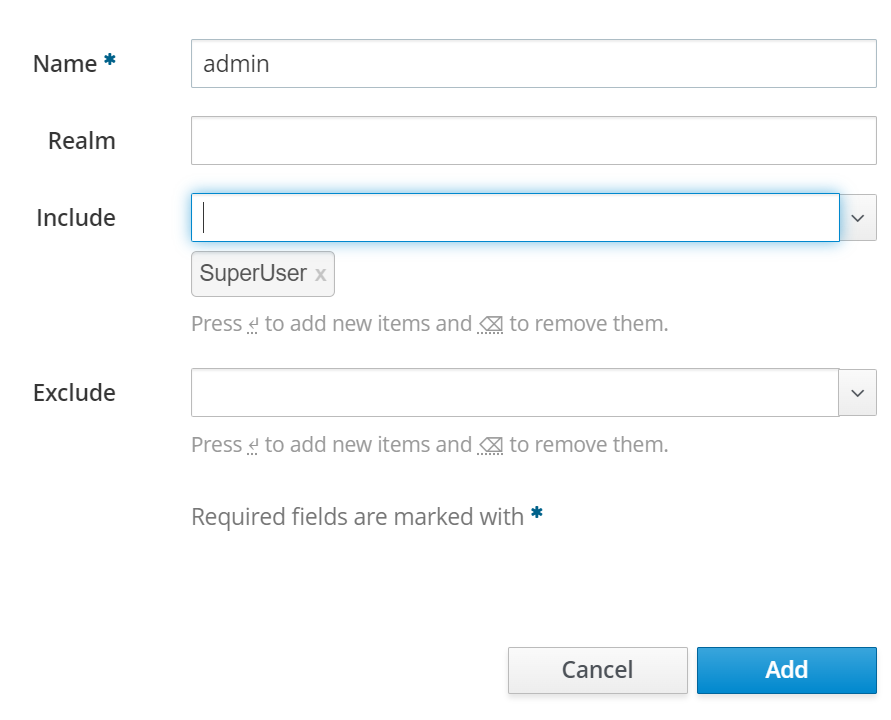 Name *
admin
Realm
Include
SuperUser x
Press ↵ to add new items and ⌫ to remove them.
Exclude
Press ↵ to add new items and ⌫ to remove them.
Required fields are marked with *
Cancel
Add